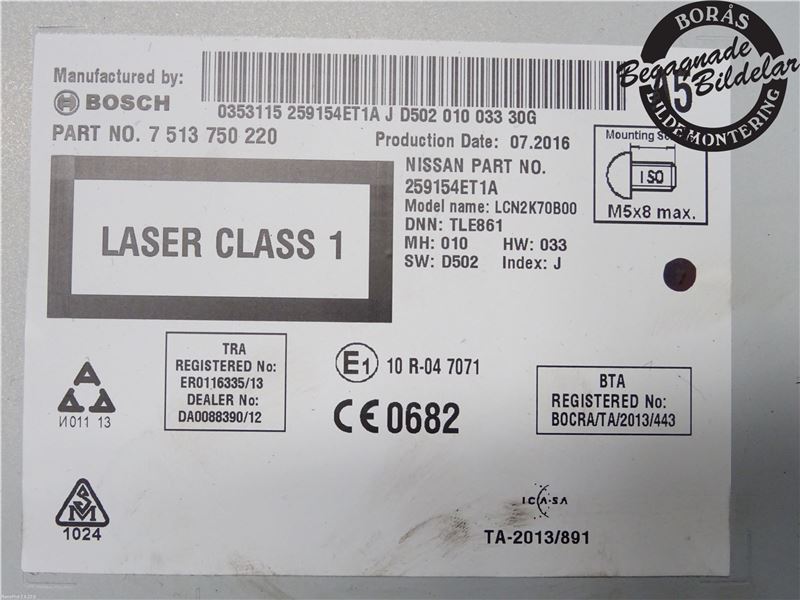 BORÅS
Begagnade
Bildelar
BILDEMONTERING
Manufactured by:
BOSCH
0353115 259154ET1A J D502 010 033 30G
PART NO. 7 513 750 220
Production Date: 07.2016
NISSAN PART NO.
259154ET1A
Model name: LCN2K70B00
DNN: TLE861
MH: 010 HW: 033
SW: D502 Index: J
Mounting
ISO
M5x8 max.
LASER CLASS 1
TRA
REGISTERED No:
ER0116335/13
DEALER No:
DA0088390/12
E1 10 R-04 7071
CE0682
BTA
REGISTERED No:
BOCRA/TA/2013/443
И011 13
SM
1024
ICASA
TA-2013/891